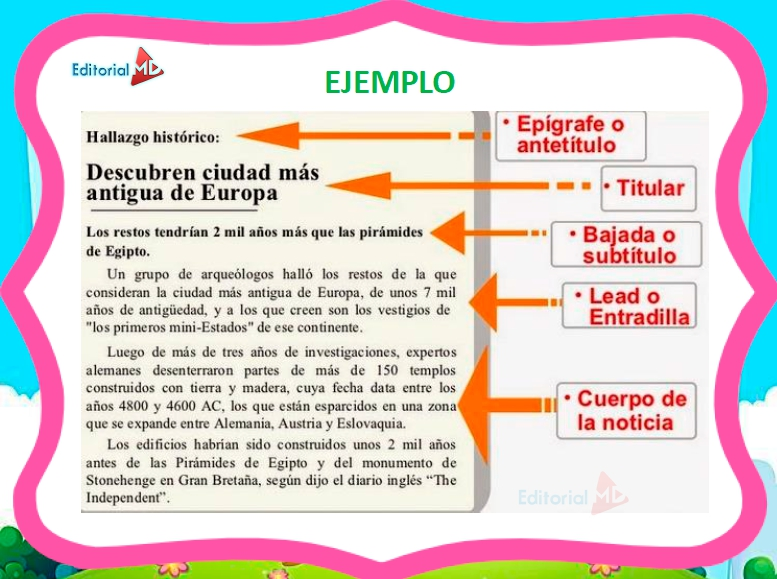 Editorial MD
EJEMPLO
Hallazgo histórico:
• Epígrafe o
antetítulo
Descubren ciudad más
antigua de Europa
• Titular
Los restos tendrían 2 mil años más que las pirámides
de Egipto.
• Bajada o
subtítulo
Un grupo de arqueólogos halló los restos de la que
consideran la ciudad más antigua de Europa, de unos 7 mil
años de antigüedad, y a los que creen son los vestigios de
"los primeros mini-Estados" de ese continente.
• Lead o
Entradilla
Luego de más de tres años de investigaciones, expertos
alemanes desenterraron partes de más de 150 templos
construidos con tierra y madera, cuya fecha data entre los
años 4800 y 4600 AC, los que están esparcidos en una zona
que se expande entre Alemania, Austria y Eslovaquia.
• Cuerpo de
la noticia
Los edificios habrían sido construidos unos 2 mil años
antes de las Pirámides de Egipto y del monumento de
Stonehenge en Gran Bretaña, según dijo el diario inglés “The
Independent”.
Editorial MD